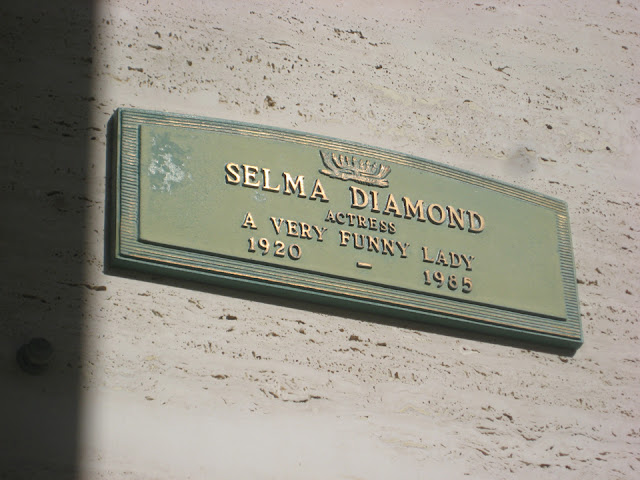 SELMA DIAMOND
ACTRESS
A VERY FUNNY LADY
1920 – 1985